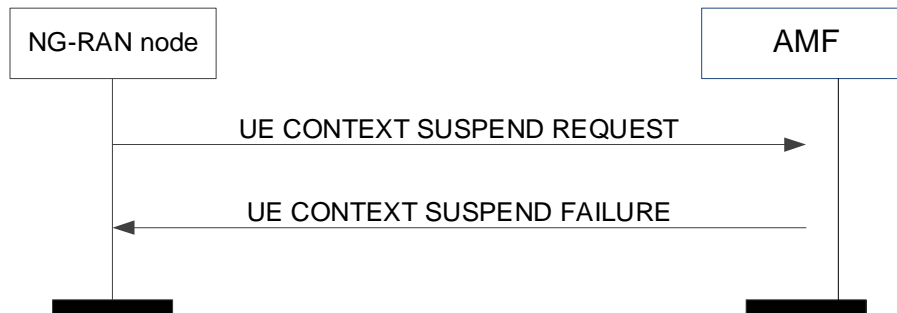 NG-RAN node
AMF
UE CONTEXT SUSPEND REQUEST
UE CONTEXT SUSPEND FAILURE